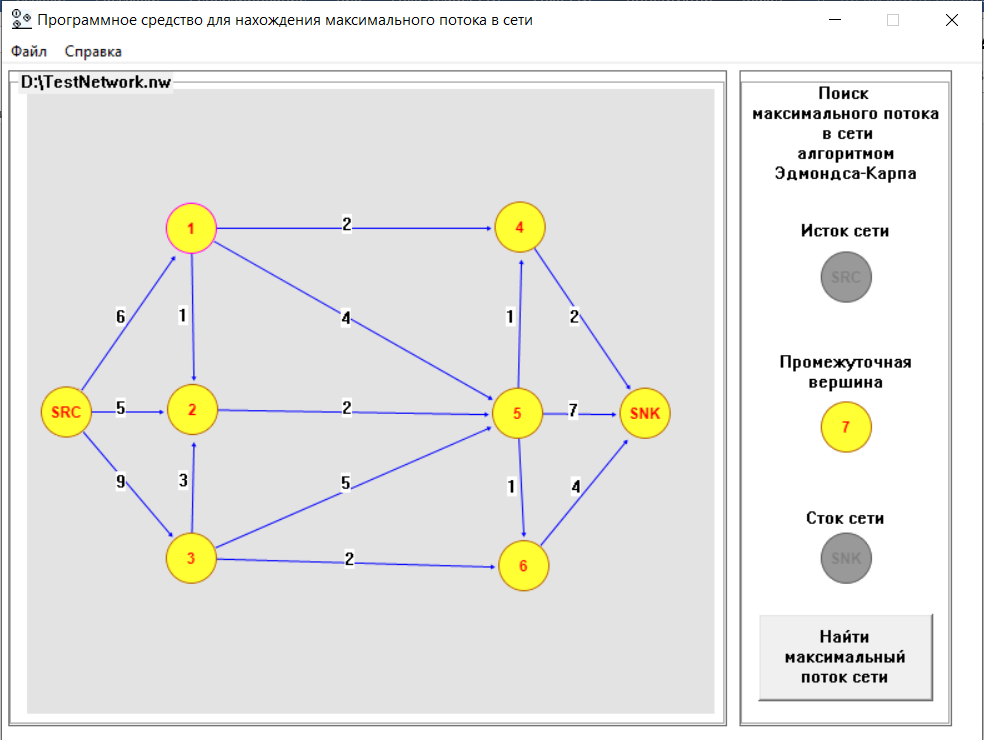 Программное средство для нахождения максимального потока в сети
Файл Справка
D:\TestNetwork.nw
1
2
4
6
1
4
1
2
SRC
5
2
2
5
7
SNK
9
3
5
1
4
3
2
6
Поиск
максимального потока
в сети
алгоритмом
Эдмондса-Карпа
Исток сети
SRC
Промежуточная
вершина
7
Сток сети
SNK
Найти
максимальный
поток сети